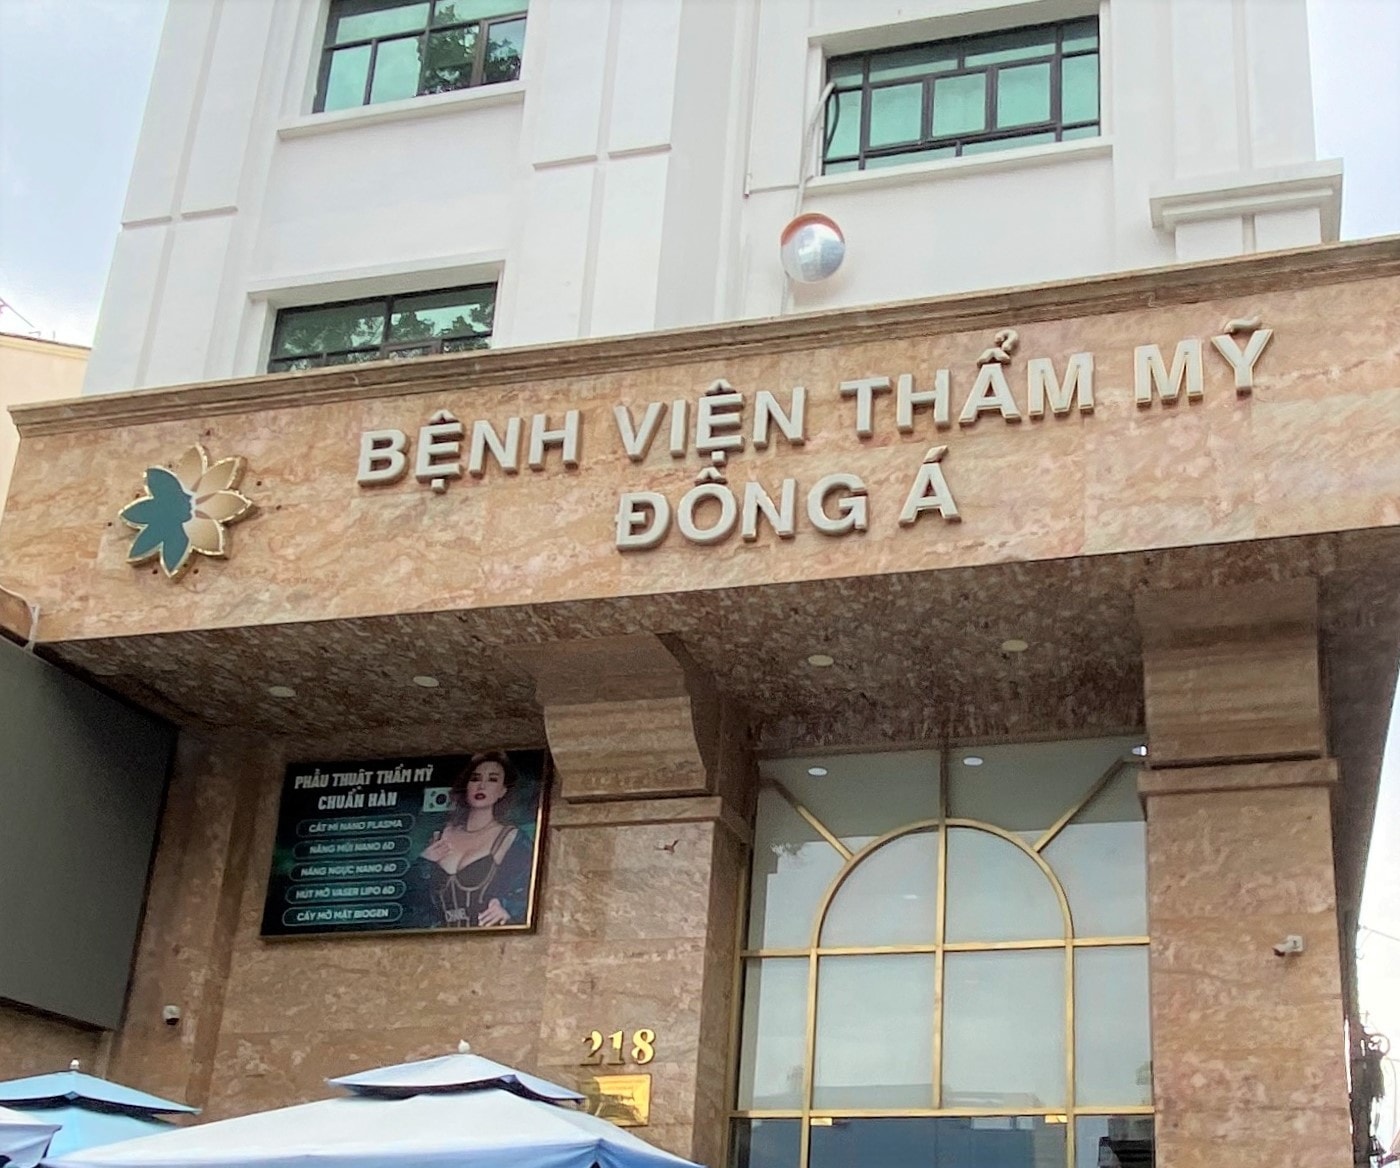 BỆNH VIỆN THẨM MỸ
ĐÔNG Á
PHẪU THUẬT THẨM MỸ
CHUẨN HÀN
CẮT MÍ NANO PLASMA
NÂNG MŨI NANO 6D
NÂNG NGỰC NANO 6D
HÚT MỠ VASER LIPO 6D
CẤY MỠ MẶT BIOGEN
CHANEL
218